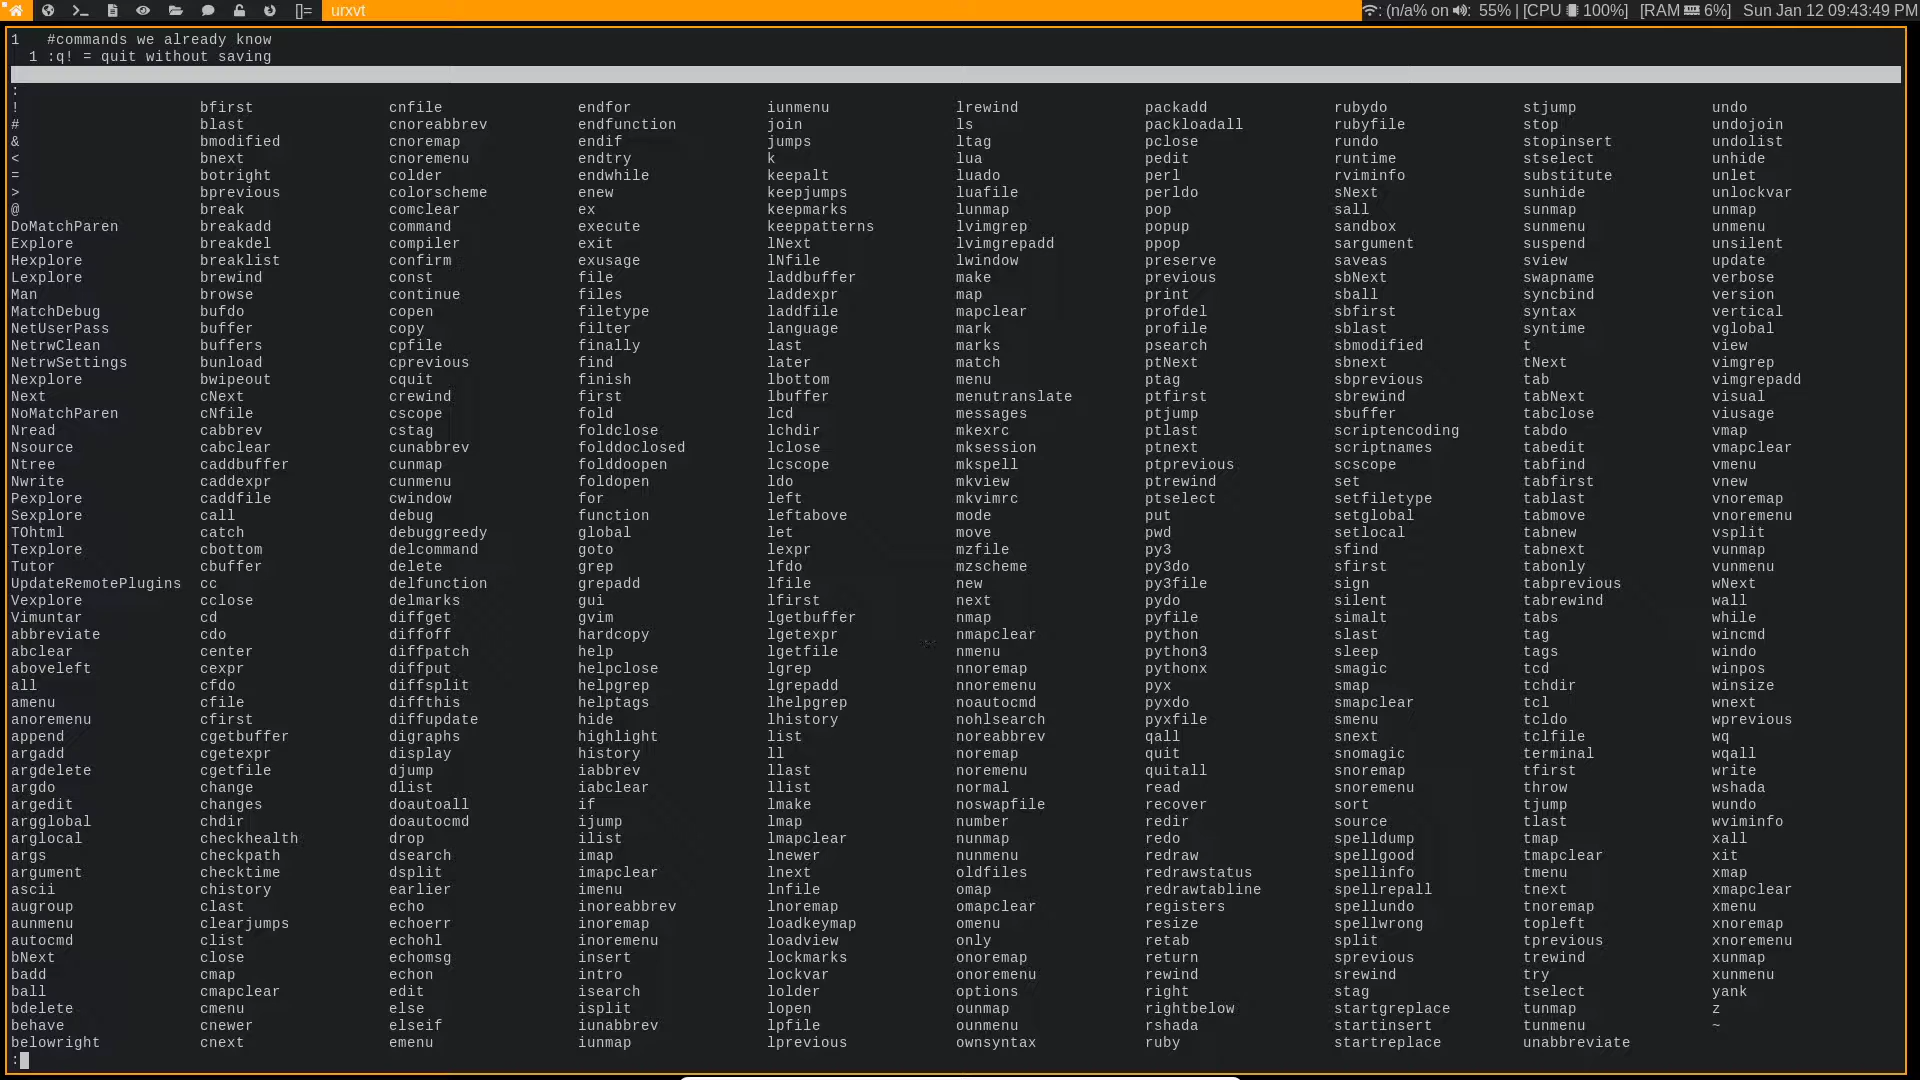 []= urxvt : (n/a% on : 55% | [CPU 100%] [RAM 6%] Sun Jan 12 09:43:49 PM
1 #commands we already know
1 :q! = quit without saving
:
! bfirst cnfile endfor iunmenu lrewind packadd rubydo stjump undo
# blast cnoreabbrev endfunction join ls packloadall rubyfile stop undojoin
& bmodified cnoremap endif jumps ltag pclose rundo stopinsert undolist
< bnext cnoremenu endtry k lua pedit runtime stselect unhide
= botright colder endwhile keepalt luado perl rviminfo substitute unlet
> bprevious colorscheme enew keepjumps luafile perldo sNext sunhide unlockvar
@ break comclear ex keepmarks lunmap pop sall sunmap unmap
DoMatchParen breakadd command execute keeppatterns lvimgrep popup sandbox sunmenu unmenu
Explore breakdel compiler exit lNext lvimgrepadd ppop sargument suspend unsilent
Hexplore breaklist confirm exusage lNfile lwindow preserve saveas sview update
Lexplore brewind const file laddbuffer make previous sbNext swapname verbose
Man browse continue files laddexpr map print sball syncbind version
MatchDebug bufdo copen filetype laddfile mapclear profdel sbfirst syntax vertical
NetUserPass buffer copy filter language mark profile sblast syntime vglobal
NetrwClean buffers cpfile finally last marks psearch sbmodified t view
NetrwSettings bunload cprevious find later match ptNext sbnext tNext vimgrep
Nexplore bwipeout cquit finish lbottom menu ptag sbprevious tab vimgrepadd
Next cNext crewind first lbuffer menutranslate ptfirst sbrewind tabNext visual
NoMatchParen cNfile cscope fold lcd messages ptjump sbuffer tabclose viusage
Nread cabbrev cstag foldclose lchdir mkexrc ptlast scriptencoding tabdo vmap
Nsource cabclear cunabbrev folddoclosed lclose mksession ptnext scriptnames tabedit vmapclear
Ntree caddbuffer cunmap folddoopen lcscope mkspell ptprevious scscope tabfind vmenu
Nwrite caddexpr cunmenu foldopen ldo mkview ptrewind set tabfirst vnew
Pexplore caddfile cwindow for left mkvimrc ptselect setfiletype tablast vnoremap
Sexplore call debug function leftabove mode put setglobal tabmove vnoremenu
TOhtml catch debuggreedy global let move pwd setlocal tabnew vsplit
Texplore cbottom delcommand goto lexpr mzfile py3 sfind tabnext vunmap
Tutor cbuffer delete grep lfdo mzscheme py3do sfirst tabonly vunmenu
UpdateRemotePlugins cc delfunction grepadd lfile new py3file sign tabprevious wNext
Vexplore cclose delmarks gui lfirst next pydo silent tabrewind wall
Vimuntar cd diffget gvim lgetbuffer nmap pyfile simalt tabs while
abbreviate cdo diffoff hardcopy lgetexpr nmapclear python slast tag wincmd
abclear center diffpatch help lgetfile nmenu python3 sleep tags windo
aboveleft cexpr diffput helpclose lgrep nnoremap pythonx smagic tcd winpos
all cfdo diffsplit helpgrep lgrepadd nnoremenu pyx smap tchdir winsize
amenu cfile diffthis helptags lhelpgrep noautocmd pyxdo smapclear tcl wnext
anoremenu cfirst diffupdate hide lhistory nohlsearch pyxfile smenu tcldo wprevious
append cgetbuffer digraphs highlight list noreabbrev qall snext tclfile wq
argadd cgetexpr display history ll noremap quit snomagic terminal wqall
argdelete cgetfile djump iabbrev llast noremenu quitall snoremap tfirst write
argdo change dlist iabclear llist normal read snoremenu throw wshada
argedit changes doautoall if lmake noswapfile recover sort tjump wundo
argglobal chdir doautocmd ijump lmap number redir source tlast wviminfo
arglocal checkhealth drop ilist lmapclear nunmap redo spelldump tmap xall
args checkpath dsearch imap lnewer nunmenu redraw spellgood tmapclear xit
argument checktime dsplit imapclear lnext oldfiles redrawstatus spellinfo tmenu xmap
ascii chistory earlier imenu lnfile omap redrawtabline spellrepall tnext xmapclear
augroup clast echo inoreabbrev lnoremap omapclear registers spellundo tnoremap xmenu
aunmenu clearjumps echoerr inoremap loadkeymap omenu resize spellwrong topleft xnoremap
autocmd clist echohl inoremenu loadview only retab split tprevious xnoremenu
bNext close echomsg insert lockmarks onoremap return sprevious trewind xunmap
badd cmap echon intro lockvar onoremenu rewind srewind try xunmenu
ball cmapclear edit isearch lolder options right stag tselect yank
bdelete cmenu else isplit lopen ounmap rightbelow startgreplace tunmap z
behave cnewer elseif iunabbrev lpfile ounmenu rshada startinsert tunmenu ~
belowright cnext emenu iunmap lprevious ownsyntax ruby startreplace unabbreviate
: